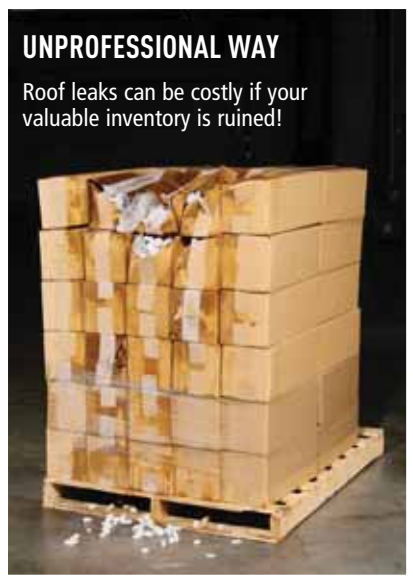 UNPROFESSIONAL WAY
Roof leaks can be costly if your
valuable inventory is ruined!